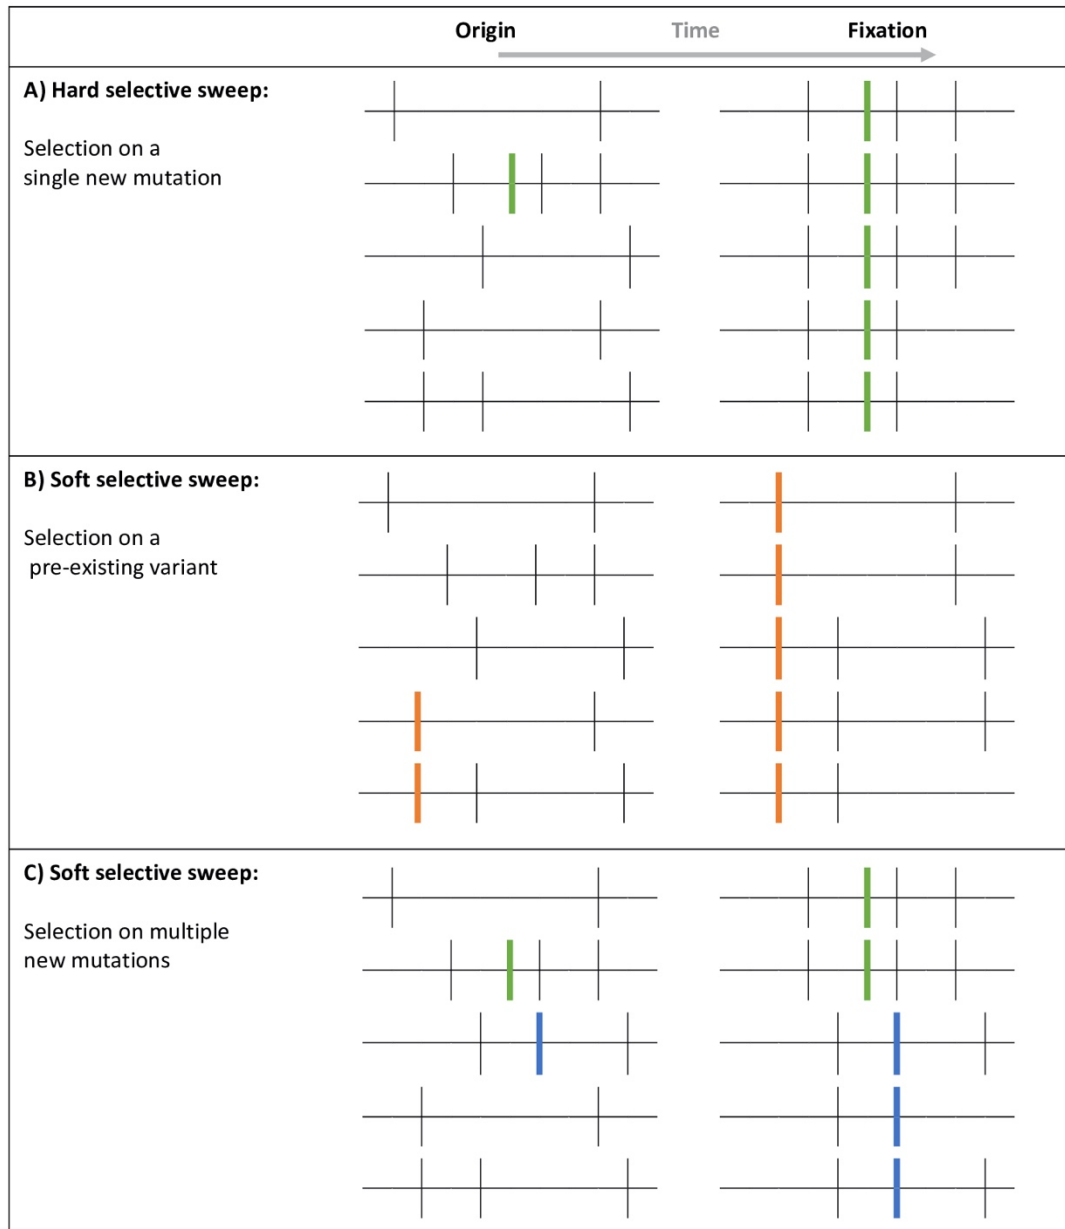 Origin Time Fixation
A) Hard selective sweep:
Selection on a
single new mutation
B) Soft selective sweep:
Selection on a
pre-existing variant
C) Soft selective sweep:
Selection on multiple
new mutations